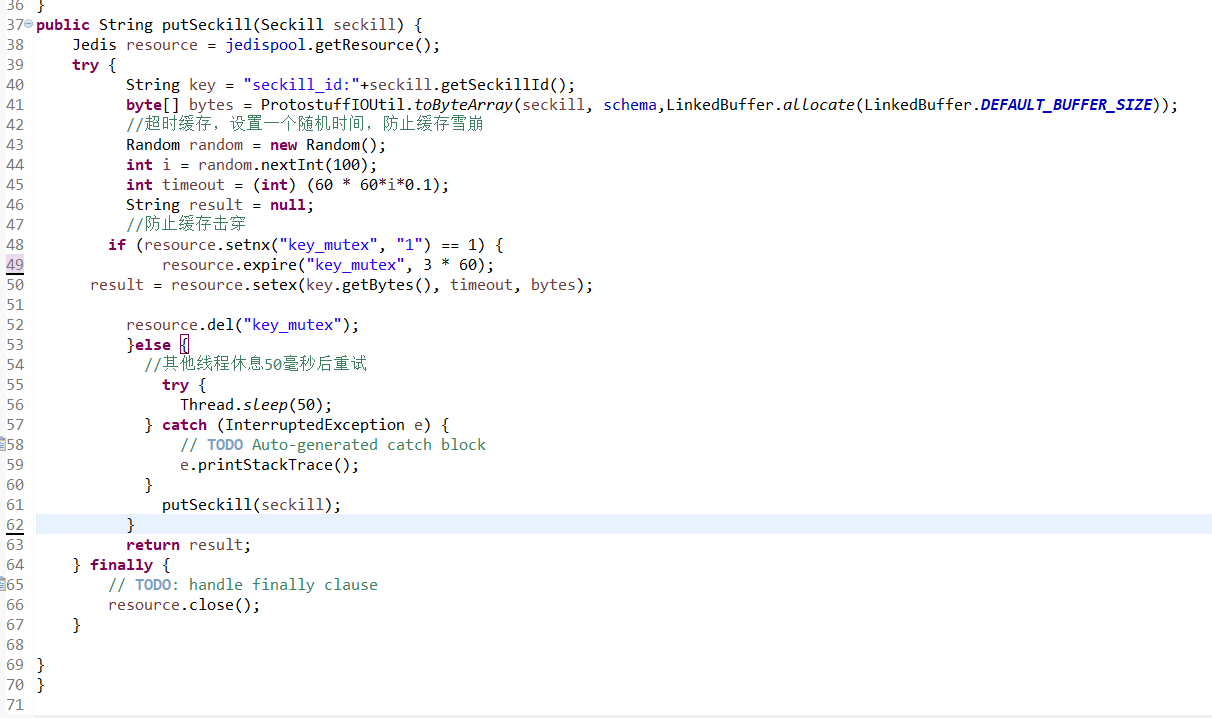 36 }
37 public String putSeckill(Seckill seckill) {
38     Jedis resource = jedispool.getResource();
39     try {
40           String key = "seckill_id:"+seckill.getSeckillId();
41           byte[] bytes = ProtostuffIOUtil.toByteArray(seckill, schema,LinkedBuffer.allocate(LinkedBuffer.DEFAULT_BUFFER_SIZE));
42           //超时缓存，设置一个随机时间，防止缓存雪崩
43           Random random = new Random();
44           int i = random.nextInt(100);
45           int timeout = (int) (60 * 60*i*0.1);
46           String result = null;
47           //防止缓存击穿
48         if (resource.setnx("key_mutex", "1") == 1) {
49               resource.expire("key_mutex", 3 * 60);
50       result = resource.setex(key.getBytes(), timeout, bytes);
51
52           resource.del("key_mutex");
53           }else {
54             //其他线程休息50毫秒后重试
55               try {
56                 Thread.sleep(50);
57             } catch (InterruptedException e) {
58                 // TODO Auto-generated catch block
59                 e.printStackTrace();
60             }
61               putSeckill(seckill);
62           }
63           return result;
64     } finally {
65         // TODO: handle finally clause
66         resource.close();
67     }
68
69 }
70 }
71